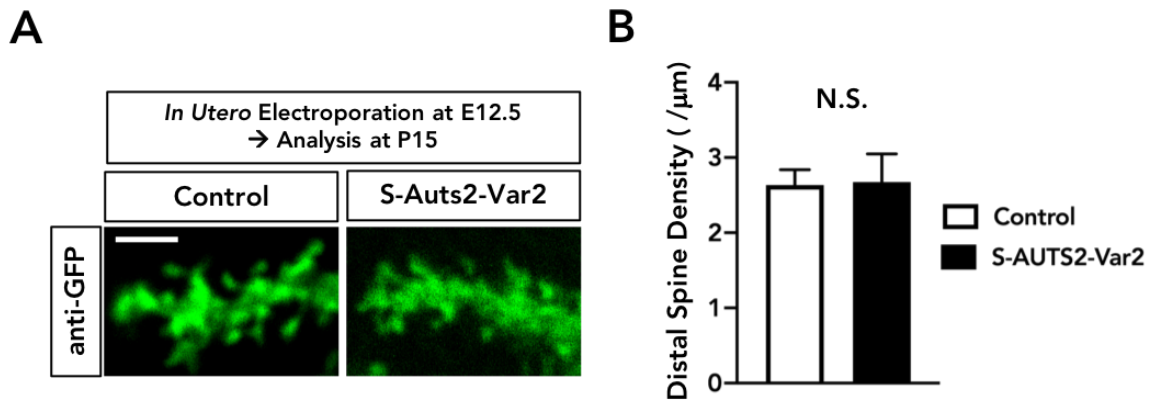 A
In Utero Electroporation at E12.5
→ Analysis at P15
Control
S-Auts2-Var2
anti-GFP
B
Distal Spine Density ( /μm)
4
3
2
1
0
N.S.
Control
S-AUTS2-Var2